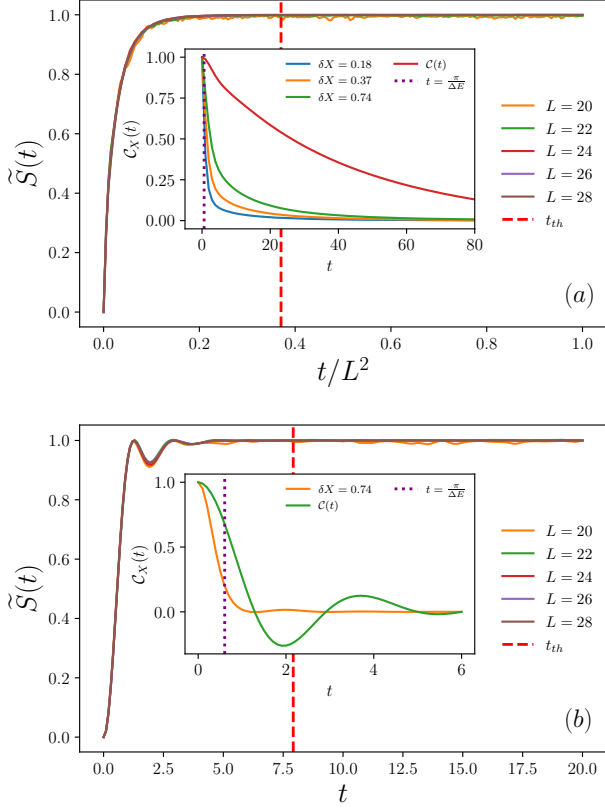 1.0
0.8
0.6
0.4
0.2
0.0
S̃(t)
1.00
0.75
0.50
0.25
0.00
C_X(t)
δX = 0.18
δX = 0.37
δX = 0.74
C(t)
t = π/ΔE
0 20 40 60 80
t
L = 20
L = 22
L = 24
L = 26
L = 28
t_th
(a)
0.0 0.2 0.4 0.6 0.8 1.0
t/L²
1.0
0.8
0.6
0.4
0.2
0.0
S̃(t)
1.0
0.5
0.0
C_X(t)
δX = 0.74
C(t)
t = π/ΔE
0 2 4 6
t
L = 20
L = 22
L = 24
L = 26
L = 28
t_th
(b)
0.0 2.5 5.0 7.5 10.0 12.5 15.0 17.5 20.0
t